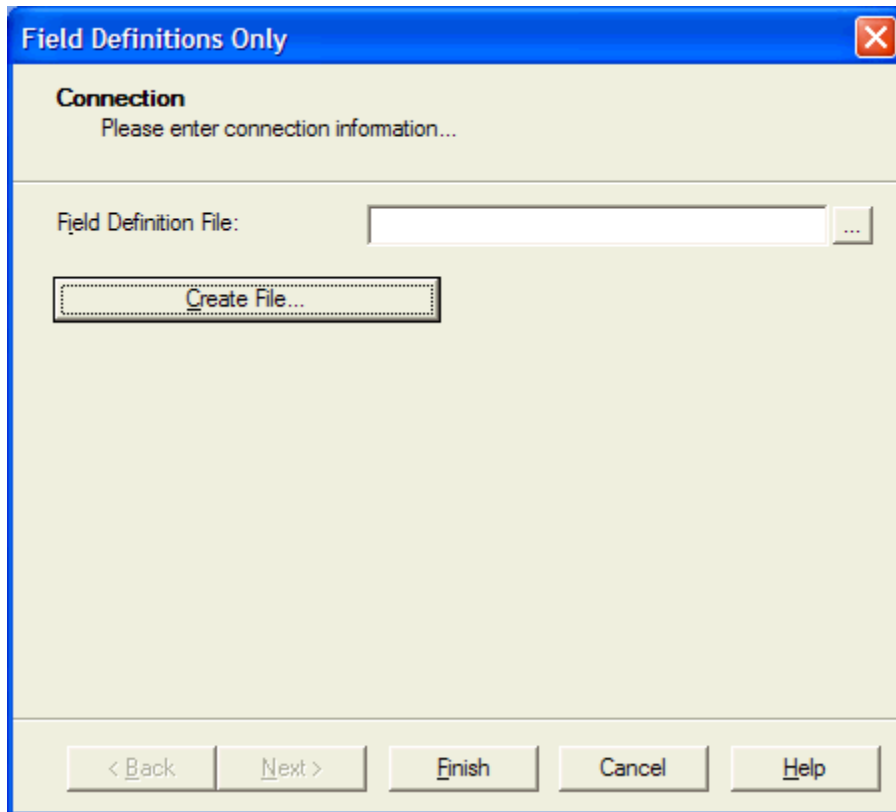 Field Definitions Only
Connection
Please enter connection information...
Field Definition File:
...
Create File...
< Back Next > Finish Cancel Help